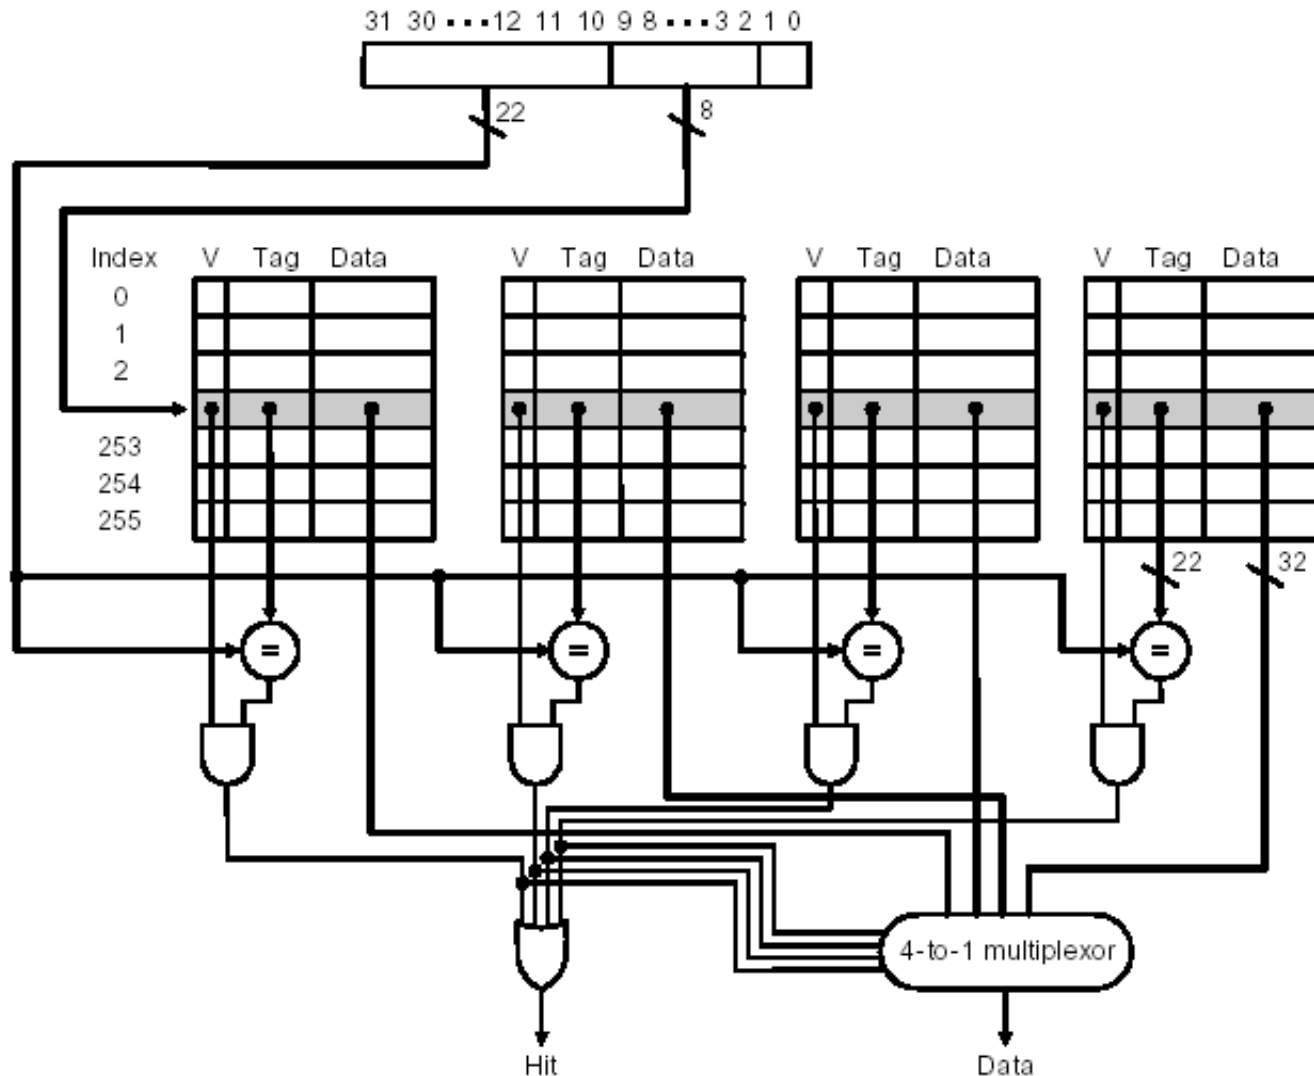 31 30 ▪▪▪ 12 11 10 9 8 ▪▪▪ 3 2 1 0
22 8
Index V Tag Data V Tag Data V Tag Data V Tag Data
0
1
2
253
254
255
22 32
= = = =
4-to-1 multiplexor
Hit Data